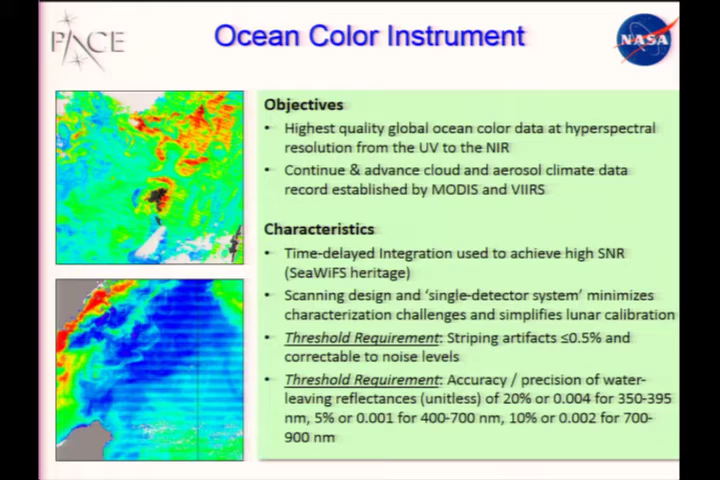 PACE
Ocean Color Instrument
NASA
Objectives
• Highest quality global ocean color data at hyperspectral
resolution from the UV to the NIR
• Continue & advance cloud and aerosol climate data
record established by MODIS and VIIRS
Characteristics
• Time-delayed Integration used to achieve high SNR
(SeaWiFS heritage)
• Scanning design and ‘single-detector system’ minimizes
characterization challenges and simplifies lunar calibration
• Threshold Requirement: Striping artifacts ≤0.5% and
correctable to noise levels
• Threshold Requirement: Accuracy / precision of water-
leaving reflectances (unitless) of 20% or 0.004 for 350-395
nm, 5% or 0.001 for 400-700 nm, 10% or 0.002 for 700-
900 nm